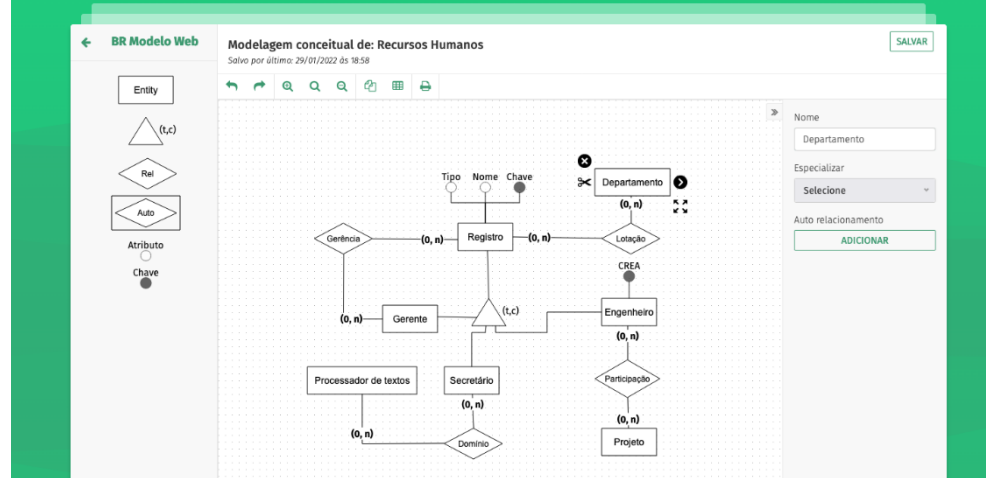 BR Modelo Web
Modelagem conceitual de: Recursos Humanos
Salvo por último: 29/01/2022 às 18:58
SALVAR
Entity
(t,c)
Rel
Auto
Atributo
Chave
Nome
Departamento
Especializar
Selecione
Auto relacionamento
ADICIONAR
Tipo Nome Chave
Departamento
(0, n)
Gerência
(0, n)
Registro
(0, n)
Lotação
CREA
(t,c)
Engenheiro
(0, n)
Gerente
(0, n)
Processador de textos
Secretário
Participação
(0, n)
(0, n)
(0, n)
Domínio
Projeto